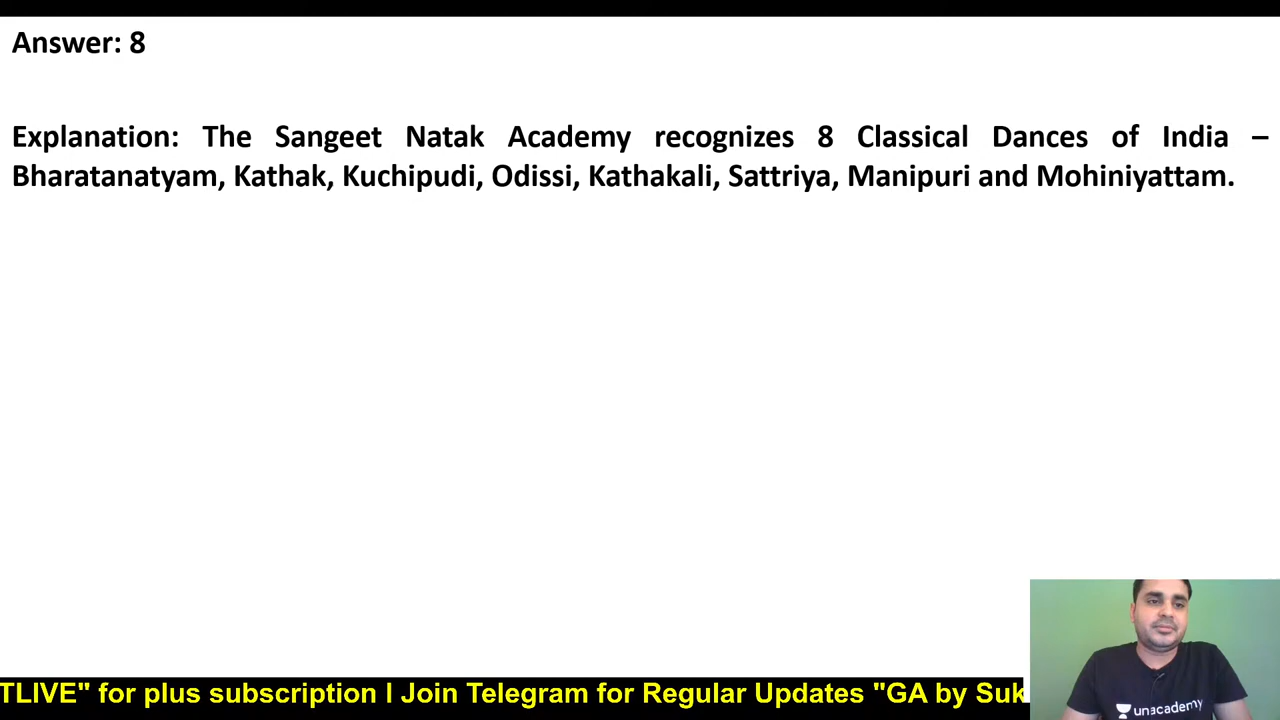 Answer: 8
Explanation: The Sangeet Natak Academy recognizes 8 Classical Dances of India –
Bharatanatyam, Kathak, Kuchipudi, Odissi, Kathakali, Sattriya, Manipuri and Mohiniyattam.
unacademy
TLIVE" for plus subscription I Join Telegram for Regular Updates "GA by Suk